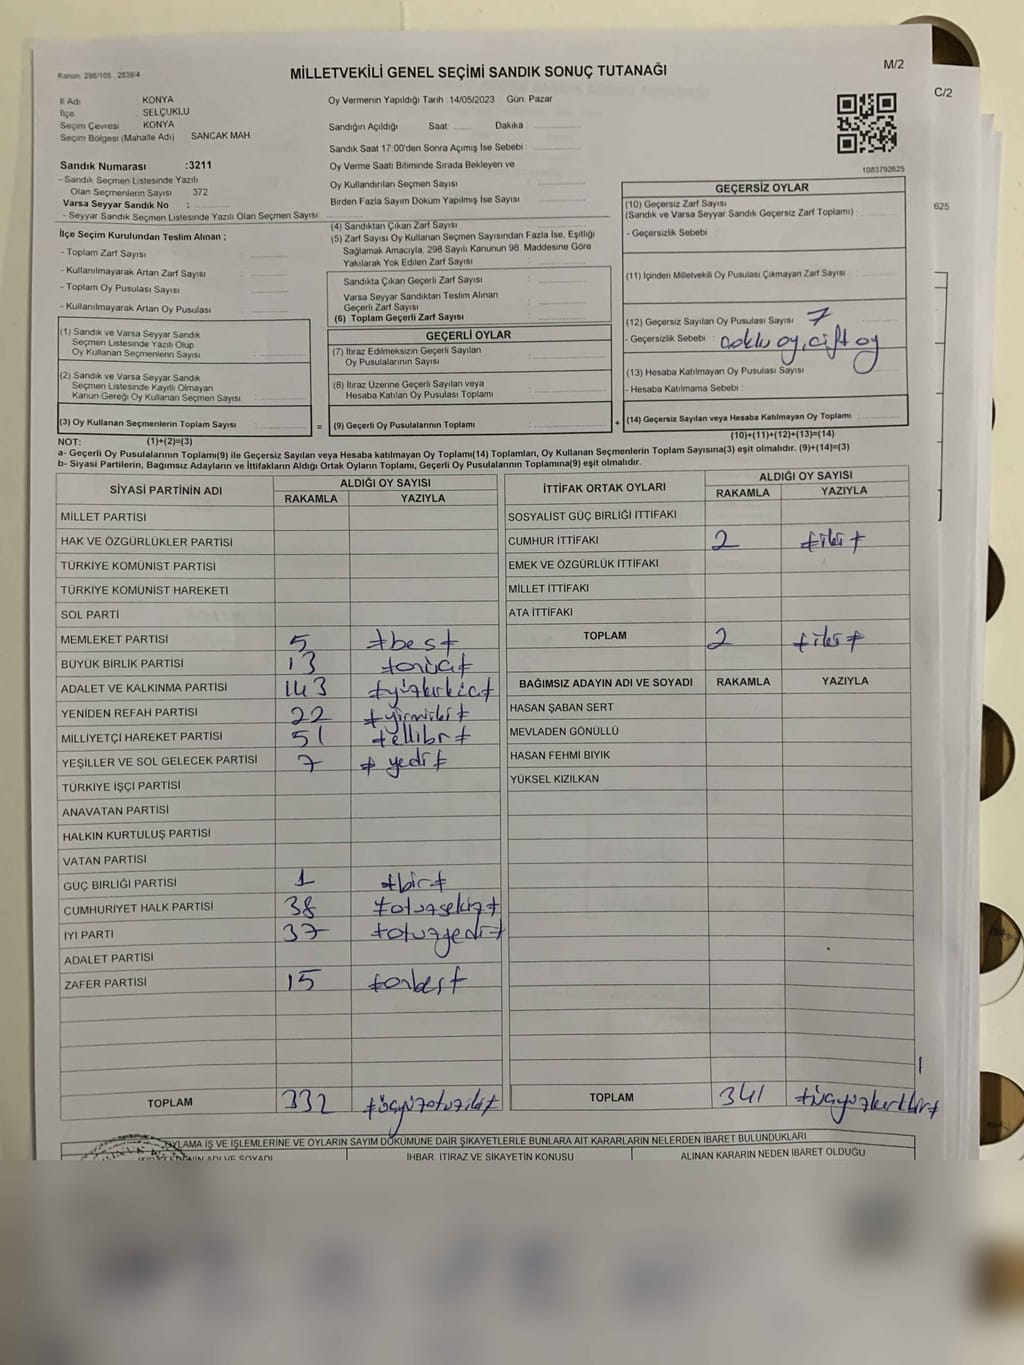 Kanun: 298/105 , 2839/4
MİLLETVEKİLİ GENEL SEÇİMİ SANDIK SONUÇ TUTANAĞI
M/2
C/2
İl Adı KONYA
İlçe : SELÇUKLU
Seçim Çevresi KONYA
Seçim Bölgesi (Mahalle Adı) SANCAK MAH
Sandık Numarası :3211
- Sandık Seçmen Listesinde Yazılı
Olan Seçmenlerin Sayısı 372
Varsa Seyyar Sandık No :
- Seyyar Sandık Seçmen Listesinde Yazılı Olan Seçmen Sayısı:
Oy Vermenin Yapıldığı Tarih :14/05/2023 Gün: Pazar
Sandığın Açıldığı Saat: Dakika :
Sandık Saat 17:00'den Sonra Açımış İse Sebebi :
Oy Verme Saati Bitiminde Sırada Bekleyen ve
Oy Kullandırılan Seçmen Sayısı :
Birden Fazla Sayım Döküm Yapılmış İse Sayısı :
1083792625
625
İlçe Seçim Kurulundan Teslim Alınan ;
- Toplam Zarf Sayısı :
- Kullanılmayarak Artan Zarf Sayısı :
- Toplam Oy Pusulası Sayısı :
- Kullanılmayarak Artan Oy Pusulası :
(1) Sandık ve Varsa Seyyar Sandık
Seçmen Listesinde Yazılı Olup
Oy Kullanan Seçmenlerin Sayısı :
(2) Sandık ve Varsa Seyyar Sandık
Seçmen Listesinde Kayıtlı Olmayan
Kanun Gereği Oy Kullanan Seçmen Sayısı :
(3) Oy Kullanan Seçmenlerin Toplam Sayısı :
(4) Sandıktan Çıkan Zarf Sayısı :
(5) Zarf Sayısı Oy Kullanan Seçmen Sayısından Fazla İse, Eşitliği
Sağlamak Amacıyla, 298 Sayılı Kanunun 98. Maddesine Göre
Yakılarak Yok Edilen Zarf Sayısı :
Sandıkta Çıkan Geçerli Zarf Sayısı :
Varsa Seyyar Sandıktan Teslim Alınan
Geçerli Zarf Sayısı :
(6) Toplam Geçerli Zarf Sayısı :
GEÇERLİ OYLAR
(7) İtiraz Edilmeksizin Geçerli Sayılan
Oy Pusulalarının Sayısı :
(8) İtiraz Üzerine Geçerli Sayılan veya
Hesaba Katılan Oy Pusulası Toplamı :
= (9) Geçerli Oy Pusulalarının Toplamı : +
GEÇERSİZ OYLAR
(10) Geçersiz Zarf Sayısı
(Sandık ve Varsa Seyyar Sandık Geçersiz Zarf Toplamı) :
- Geçersizlik Sebebi :
(11) İçinden Milletvekili Oy Pusulası Çıkmayan Zarf Sayısı :
(12) Geçersiz Sayılan Oy Pusulası Sayısı : 7
- Geçersizlik Sebebi : çoklu oy, çift oy
(13) Hesaba Katılmayan Oy Pusulası Sayısı :
- Hesaba Katılmama Sebebi :
(14) Geçersiz Sayılan veya Hesaba Katılmayan Oy Toplamı :
NOT: (1)+(2)=(3) (10)+(11)+(12)+(13)=(14)
a- Geçerli Oy Pusulalarının Toplamı(9) ile Geçersiz Sayılan veya Hesaba katılmayan Oy Toplamı(14) Toplamları, Oy Kullanan Seçmenlerin Toplam Sayısına(3) eşit olmalıdır. (9)+(14)=(3)
b- Siyasi Partilerin, Bağımsız Adayların ve İttifakların Aldığı Ortak Oyların Toplamı, Geçerli Oy Pusulalarının Toplamına(9) eşit olmalıdır.
SİYASİ PARTİNİN ADI ALDIĞI OY SAYISI
RAKAMLA YAZIYLA
MİLLET PARTİSİ
HAK VE ÖZGÜRLÜKLER PARTİSİ
TÜRKİYE KOMÜNİST PARTİSİ
TÜRKİYE KOMÜNİST HAREKETİ
SOL PARTİ
MEMLEKET PARTİSİ 5 #beş#
BÜYÜK BİRLİK PARTİSİ 13 #onüç#
ADALET VE KALKINMA PARTİSİ 143 #yüzkırküç#
YENİDEN REFAH PARTİSİ 22 #yirmiiki#
MİLLİYETÇİ HAREKET PARTİSİ 51 #ellibir#
YEŞİLLER VE SOL GELECEK PARTİSİ 7 # yedi #
TÜRKİYE İŞÇİ PARTİSİ
ANAVATAN PARTİSİ
HALKIN KURTULUŞ PARTİSİ
VATAN PARTİSİ
GÜÇ BİRLİĞİ PARTİSİ 1 #bir#
CUMHURİYET HALK PARTİSİ 38 #otuzsekiz#
İYİ PARTİ 37 #otuzyedi#
ADALET PARTİSİ
ZAFER PARTİSİ 15 #onbeş#
TOPLAM 332 #üçyüzotuziki#
İTTİFAK ORTAK OYLARI ALDIĞI OY SAYISI
RAKAMLA YAZIYLA
SOSYALİST GÜÇ BİRLİĞİ İTTİFAKI
CUMHUR İTTİFAKI 2 #iki#
EMEK VE ÖZGÜRLÜK İTTİFAKI
MİLLET İTTİFAKI
ATA İTTİFAKI
TOPLAM 2 #iki#
BAĞIMSIZ ADAYIN ADI VE SOYADI RAKAMLA YAZIYLA
HASAN ŞABAN SERT
MEVLADEN GÖNÜLLÜ
HASAN FEHMİ BIYIK
YÜKSEL KIZILKAN
TOPLAM 341 #üçyüzkırkbir#
OYLAMA İŞ VE İŞLEMLERİNE VE OYLARIN SAYIM DÖKÜMÜNE DAİR ŞİKAYETLERLE BUNLARA AİT KARARLARIN NELERDEN İBARET BULUNDUKLARI
ADI VE SOYADI İHBAR, İTİRAZ VE ŞİKAYETİN KONUSU ALINAN KARARIN NEDEN İBARET OLDUĞU